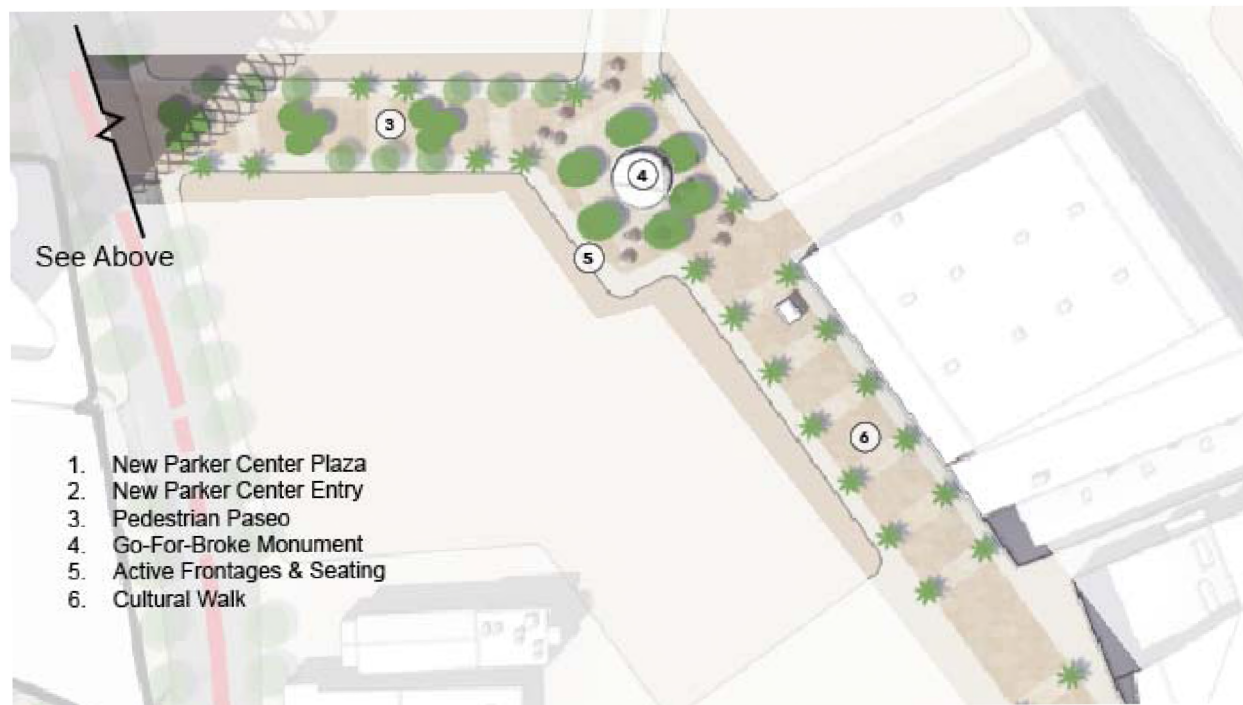 3
4
See Above
5
6
1. New Parker Center Plaza
2. New Parker Center Entry
3. Pedestrian Paseo
4. Go-For-Broke Monument
5. Active Frontages & Seating
6. Cultural Walk